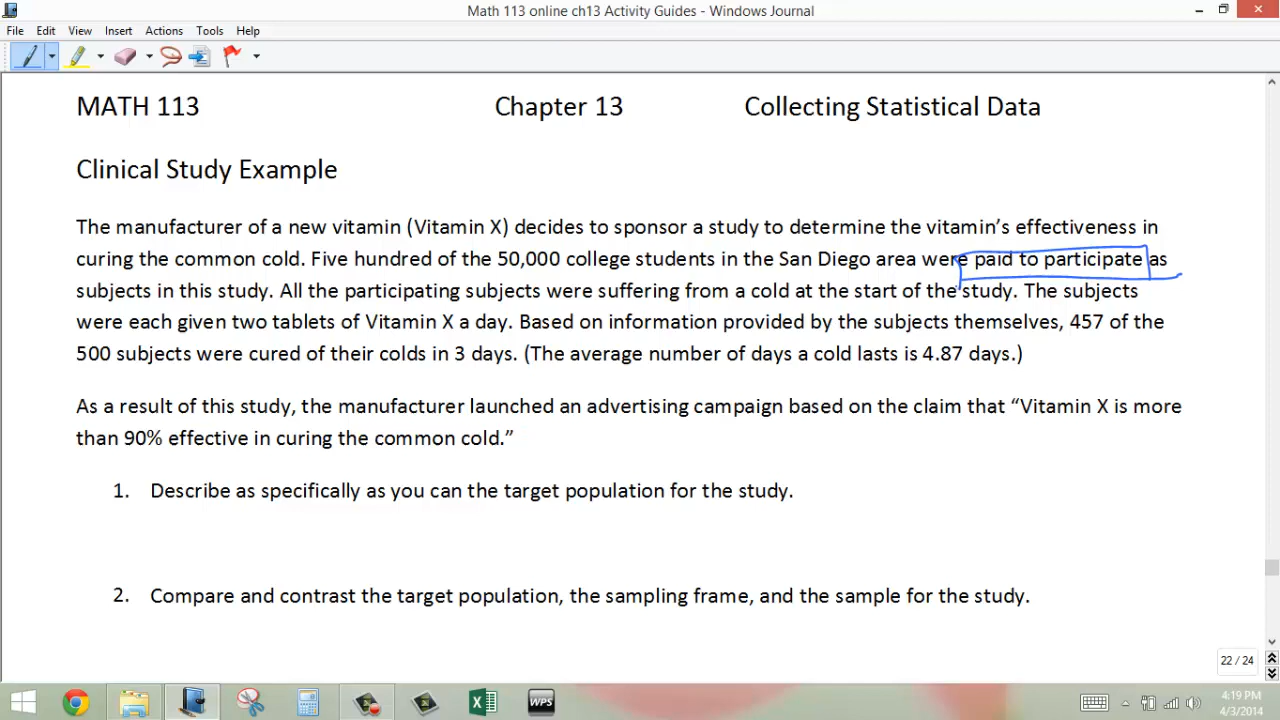 Math 113 online ch13 Activity Guides - Windows Journal
File Edit View Insert Actions Tools Help
MATH 113 Chapter 13 Collecting Statistical Data
Clinical Study Example
The manufacturer of a new vitamin (Vitamin X) decides to sponsor a study to determine the vitamin’s effectiveness in
curing the common cold. Five hundred of the 50,000 college students in the San Diego area were paid to participate as
subjects in this study. All the participating subjects were suffering from a cold at the start of the study. The subjects
were each given two tablets of Vitamin X a day. Based on information provided by the subjects themselves, 457 of the
500 subjects were cured of their colds in 3 days. (The average number of days a cold lasts is 4.87 days.)
As a result of this study, the manufacturer launched an advertising campaign based on the claim that “Vitamin X is more
than 90% effective in curing the common cold.”
1. Describe as specifically as you can the target population for the study.
2. Compare and contrast the target population, the sampling frame, and the sample for the study.
22 / 24
WPS
4:19 PM
4/3/2014